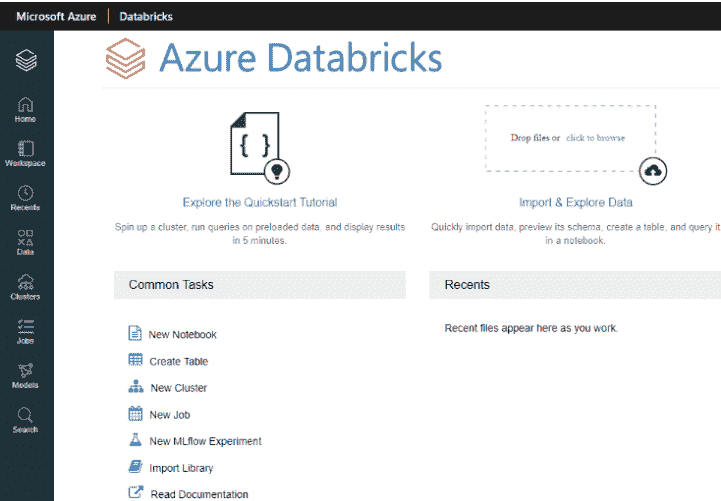 Microsoft Azure Databricks
Azure Databricks
Home
Workspace
Recents
Data
Clusters
Jobs
Models
Search
{ }
Explore the Quickstart Tutorial
Spin up a cluster, run queries on preloaded data, and display results
in 5 minutes.
Drop files or click to browse
Import & Explore Data
Quickly import data, preview its schema, create a table, and query it
in a notebook.
Common Tasks
New Notebook
Create Table
New Cluster
New Job
New MLflow Experiment
Import Library
Read Documentation
Recents
Recent files appear here as you work.